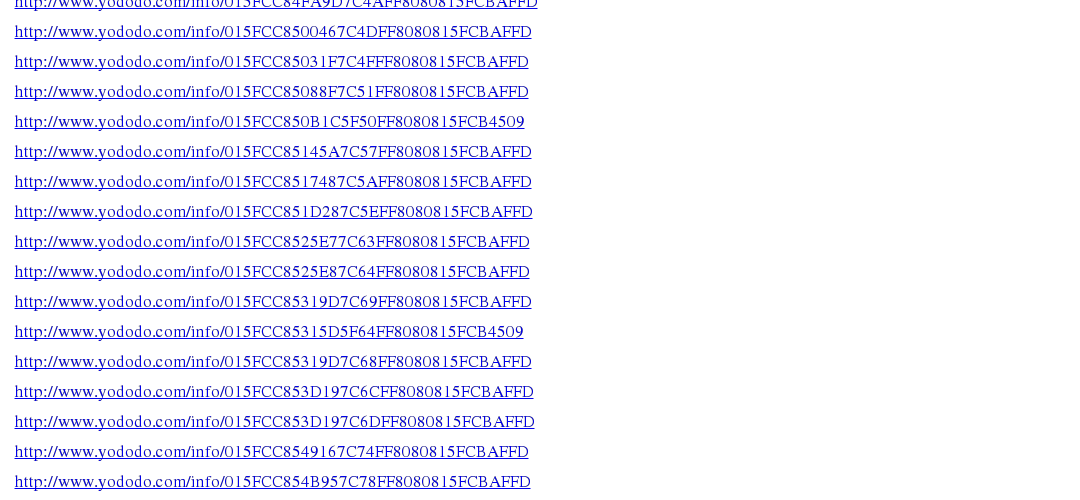 http://www.yododo.com/info/015FCC84FA9D7C4AFF8080815FCBAFFD
http://www.yododo.com/info/015FCC8500467C4DFF8080815FCBAFFD
http://www.yododo.com/info/015FCC85031F7C4FFF8080815FCBAFFD
http://www.yododo.com/info/015FCC85088F7C51FF8080815FCBAFFD
http://www.yododo.com/info/015FCC850B1C5F50FF8080815FCB4509
http://www.yododo.com/info/015FCC85145A7C57FF8080815FCBAFFD
http://www.yododo.com/info/015FCC8517487C5AFF8080815FCBAFFD
http://www.yododo.com/info/015FCC851D287C5EFF8080815FCBAFFD
http://www.yododo.com/info/015FCC8525E77C63FF8080815FCBAFFD
http://www.yododo.com/info/015FCC8525E87C64FF8080815FCBAFFD
http://www.yododo.com/info/015FCC85319D7C69FF8080815FCBAFFD
http://www.yododo.com/info/015FCC85315D5F64FF8080815FCB4509
http://www.yododo.com/info/015FCC85319D7C68FF8080815FCBAFFD
http://www.yododo.com/info/015FCC853D197C6CFF8080815FCBAFFD
http://www.yododo.com/info/015FCC853D197C6DFF8080815FCBAFFD
http://www.yododo.com/info/015FCC8549167C74FF8080815FCBAFFD
http://www.yododo.com/info/015FCC854B957C78FF8080815FCBAFFD